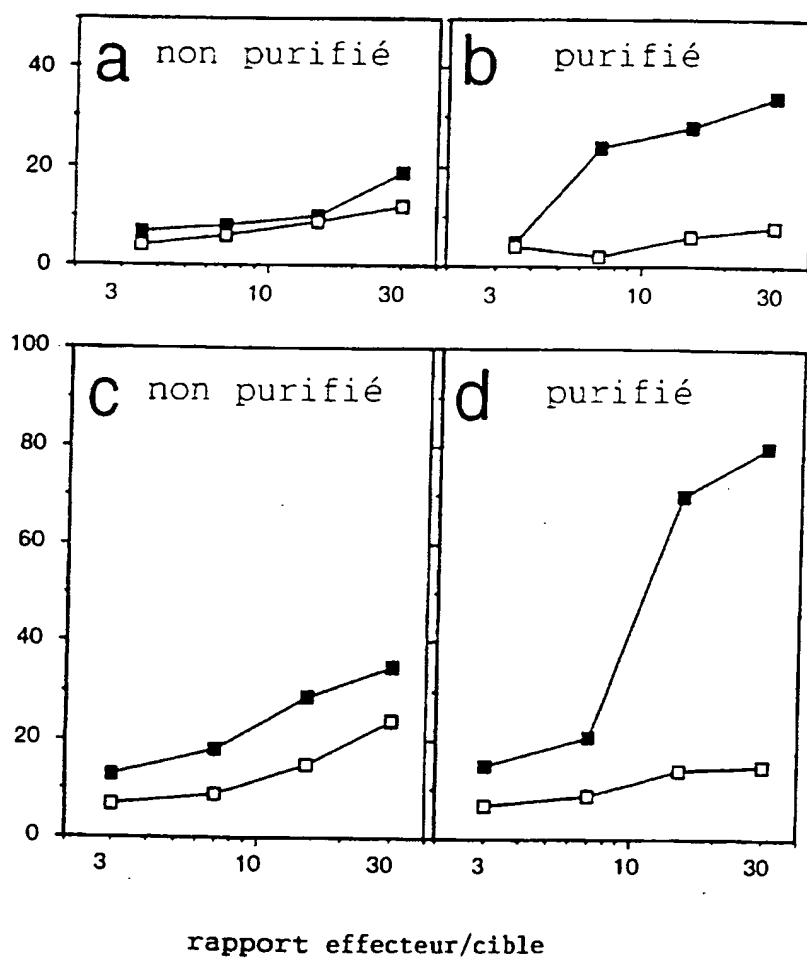 a non purifié
b purifié
40
20
0
3 10 30
3 10 30
100
80
60
40
20
0
c non purifié
d purifié
3 10 30
3 10 30
rapport effecteur/cible